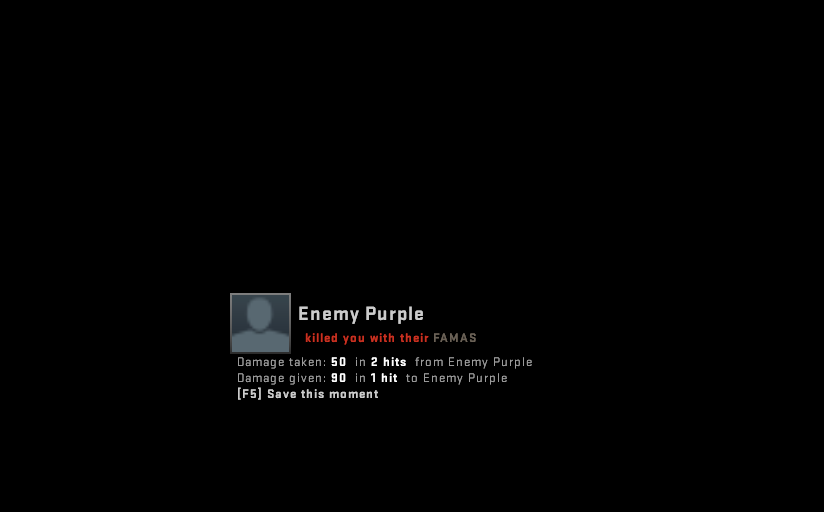 Enemy Purple
killed you with their FAMAS
Damage taken: 50 in 2 hits from Enemy Purple
Damage given: 90 in 1 hit to Enemy Purple
[F5] Save this moment